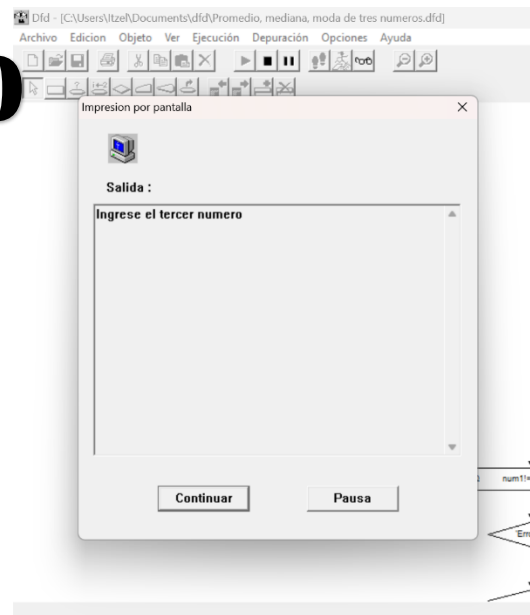 Dfd - [C:\Users\Itzel\Documents\dfd\Promedio, mediana, moda de tres numeros.dfd]
Archivo Edicion Objeto Ver Ejecución Depuración Opciones Ayuda
Impresion por pantalla
Salida :
Ingrese el tercer numero
Continuar Pausa
num1!=
'Erro